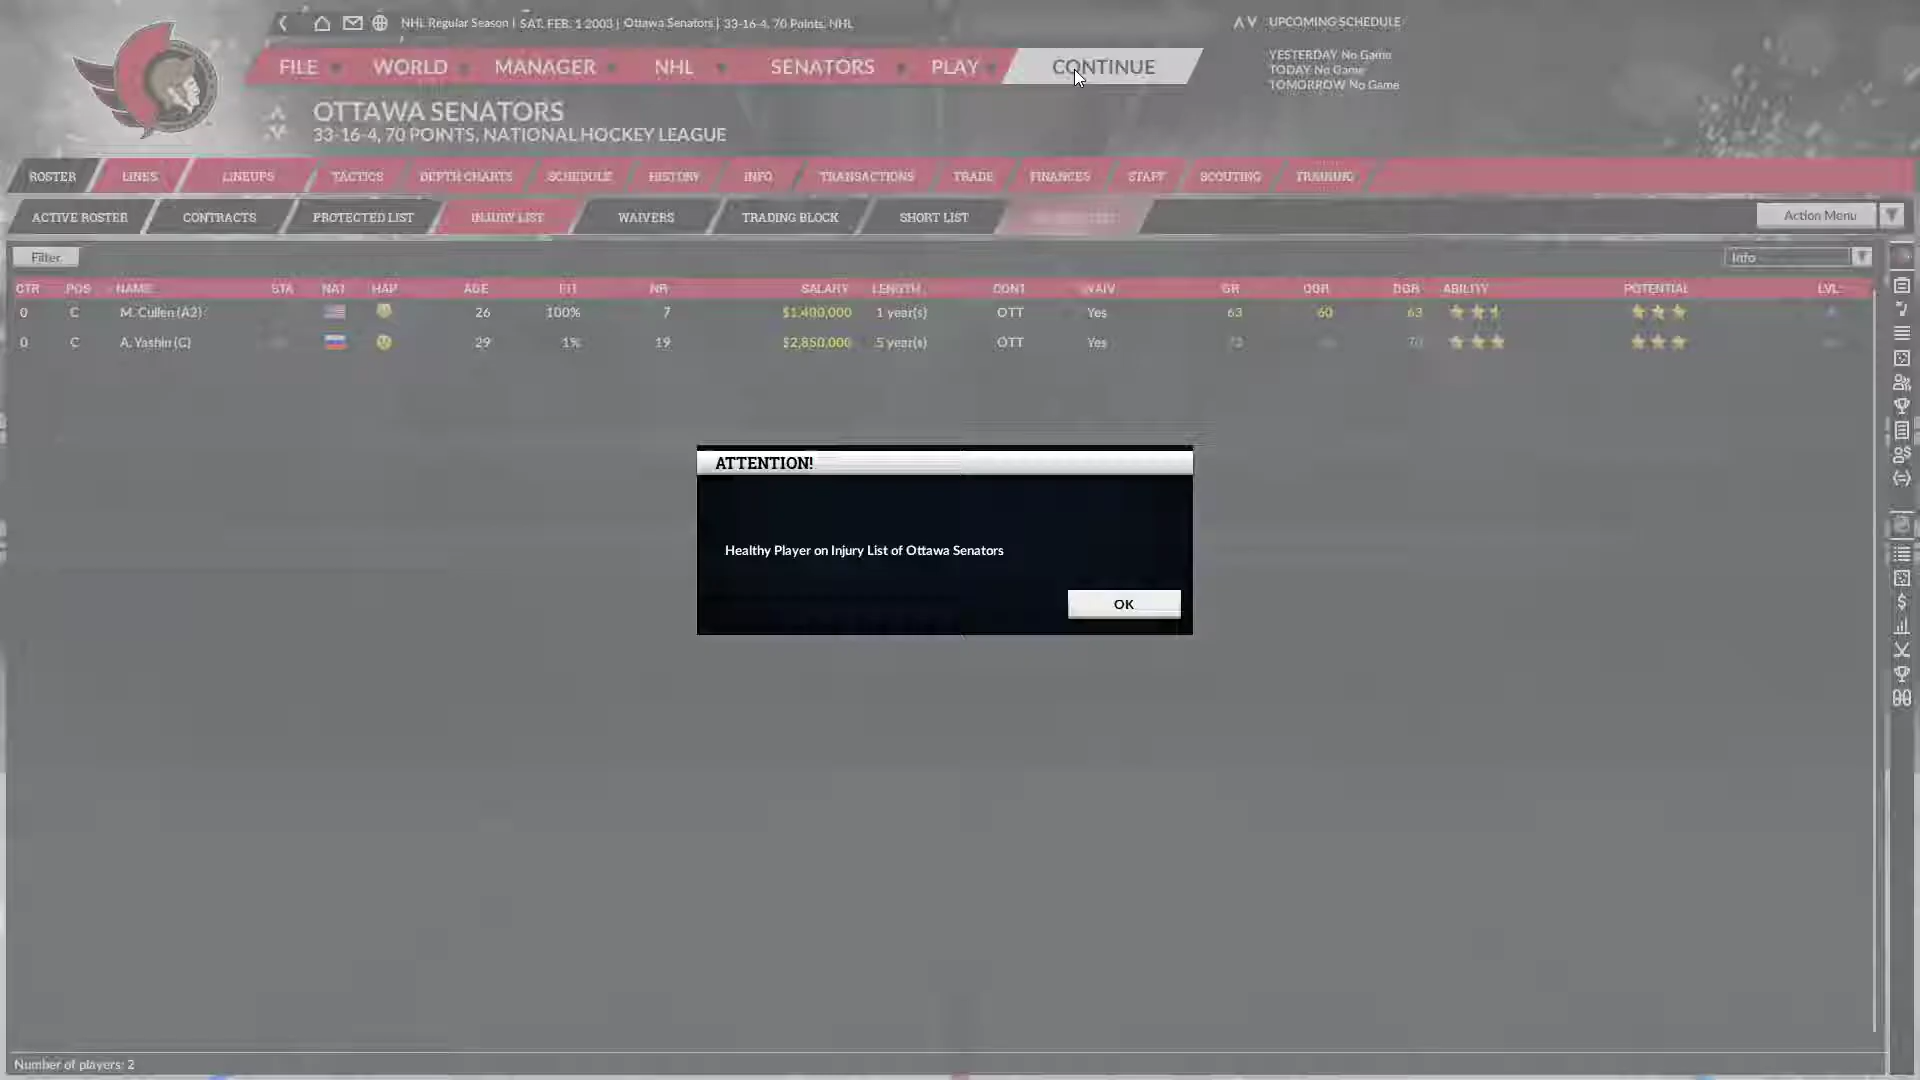 NHL Regular Season | SAT. FEB. 1 2003 | Ottawa Senators | 33-16-4, 70 Points, NHL
UPCOMING SCHEDULE
YESTERDAY No Game
TODAY No Game
TOMORROW No Game
FILE WORLD MANAGER NHL SENATORS PLAY CONTINUE
OTTAWA SENATORS
33-16-4, 70 POINTS, NATIONAL HOCKEY LEAGUE
ROSTER LINES LINEUPS TACTICS DEPTH CHARTS SCHEDULE HISTORY INFO TRANSACTIONS TRADE FINANCES STAFF SCOUTING TRAINING
ACTIVE ROSTER CONTRACTS PROTECTED LIST INJURY LIST WAIVERS TRADING BLOCK SHORT LIST
Action Menu
Filter
Info
CTR POS NAME STA NAT HAP AGE FIT NR SALARY LENGTH CONT WAIV GR OGR DGR ABILITY POTENTIAL LVL
0 C M. Cullen (A2) 26 100% 7 $1,400,000 1 year(s) OTT Yes 63 60 63
0 C A. Yashin (C) 29 1% 19 $2,850,000 5 year(s) OTT Yes
ATTENTION!
Healthy Player on Injury List of Ottawa Senators
OK
Number of players: 2